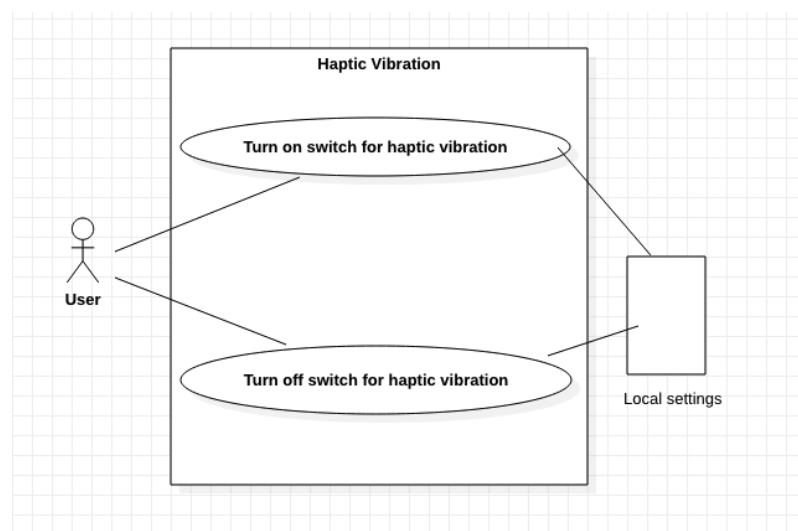 Haptic Vibration
Turn on switch for haptic vibration
User
Turn off switch for haptic vibration
Local settings